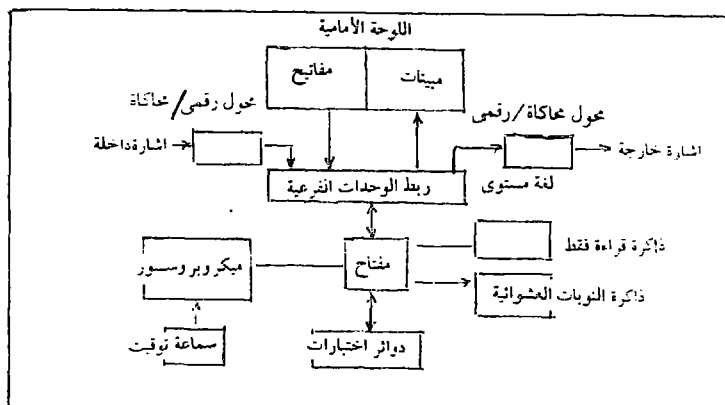 اللوحة الأمامية
مفاتيح
مبينات
محول رقمى/محاكاة
محول محاكاة/رقمى
اشارة داخلة
اشارة خارجة
ربط الوحدات الفرعية
لغة مستوى
ميكروبروسسور
مفتاح
ذاكرة قراءة فقط
ذاكرة النوبات العشوائية
سماعة توقيت
دوائر اختبارات